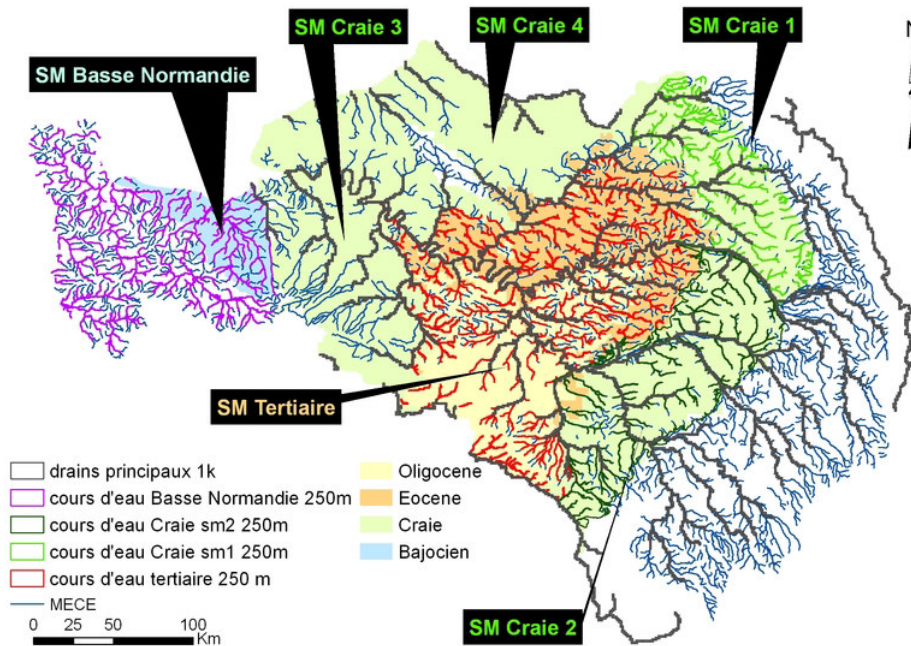 SM Craie 3
SM Craie 4
SM Craie 1
SM Basse Normandie
SM Tertiaire
drains principaux 1k
cours d'eau Basse Normandie 250m
cours d'eau Craie sm2 250m
cours d'eau Craie sm1 250m
cours d'eau tertiaire 250 m
MECE
Oligocene
Eocene
Craie
Bajocien
0 25 50 100
Km
SM Craie 2